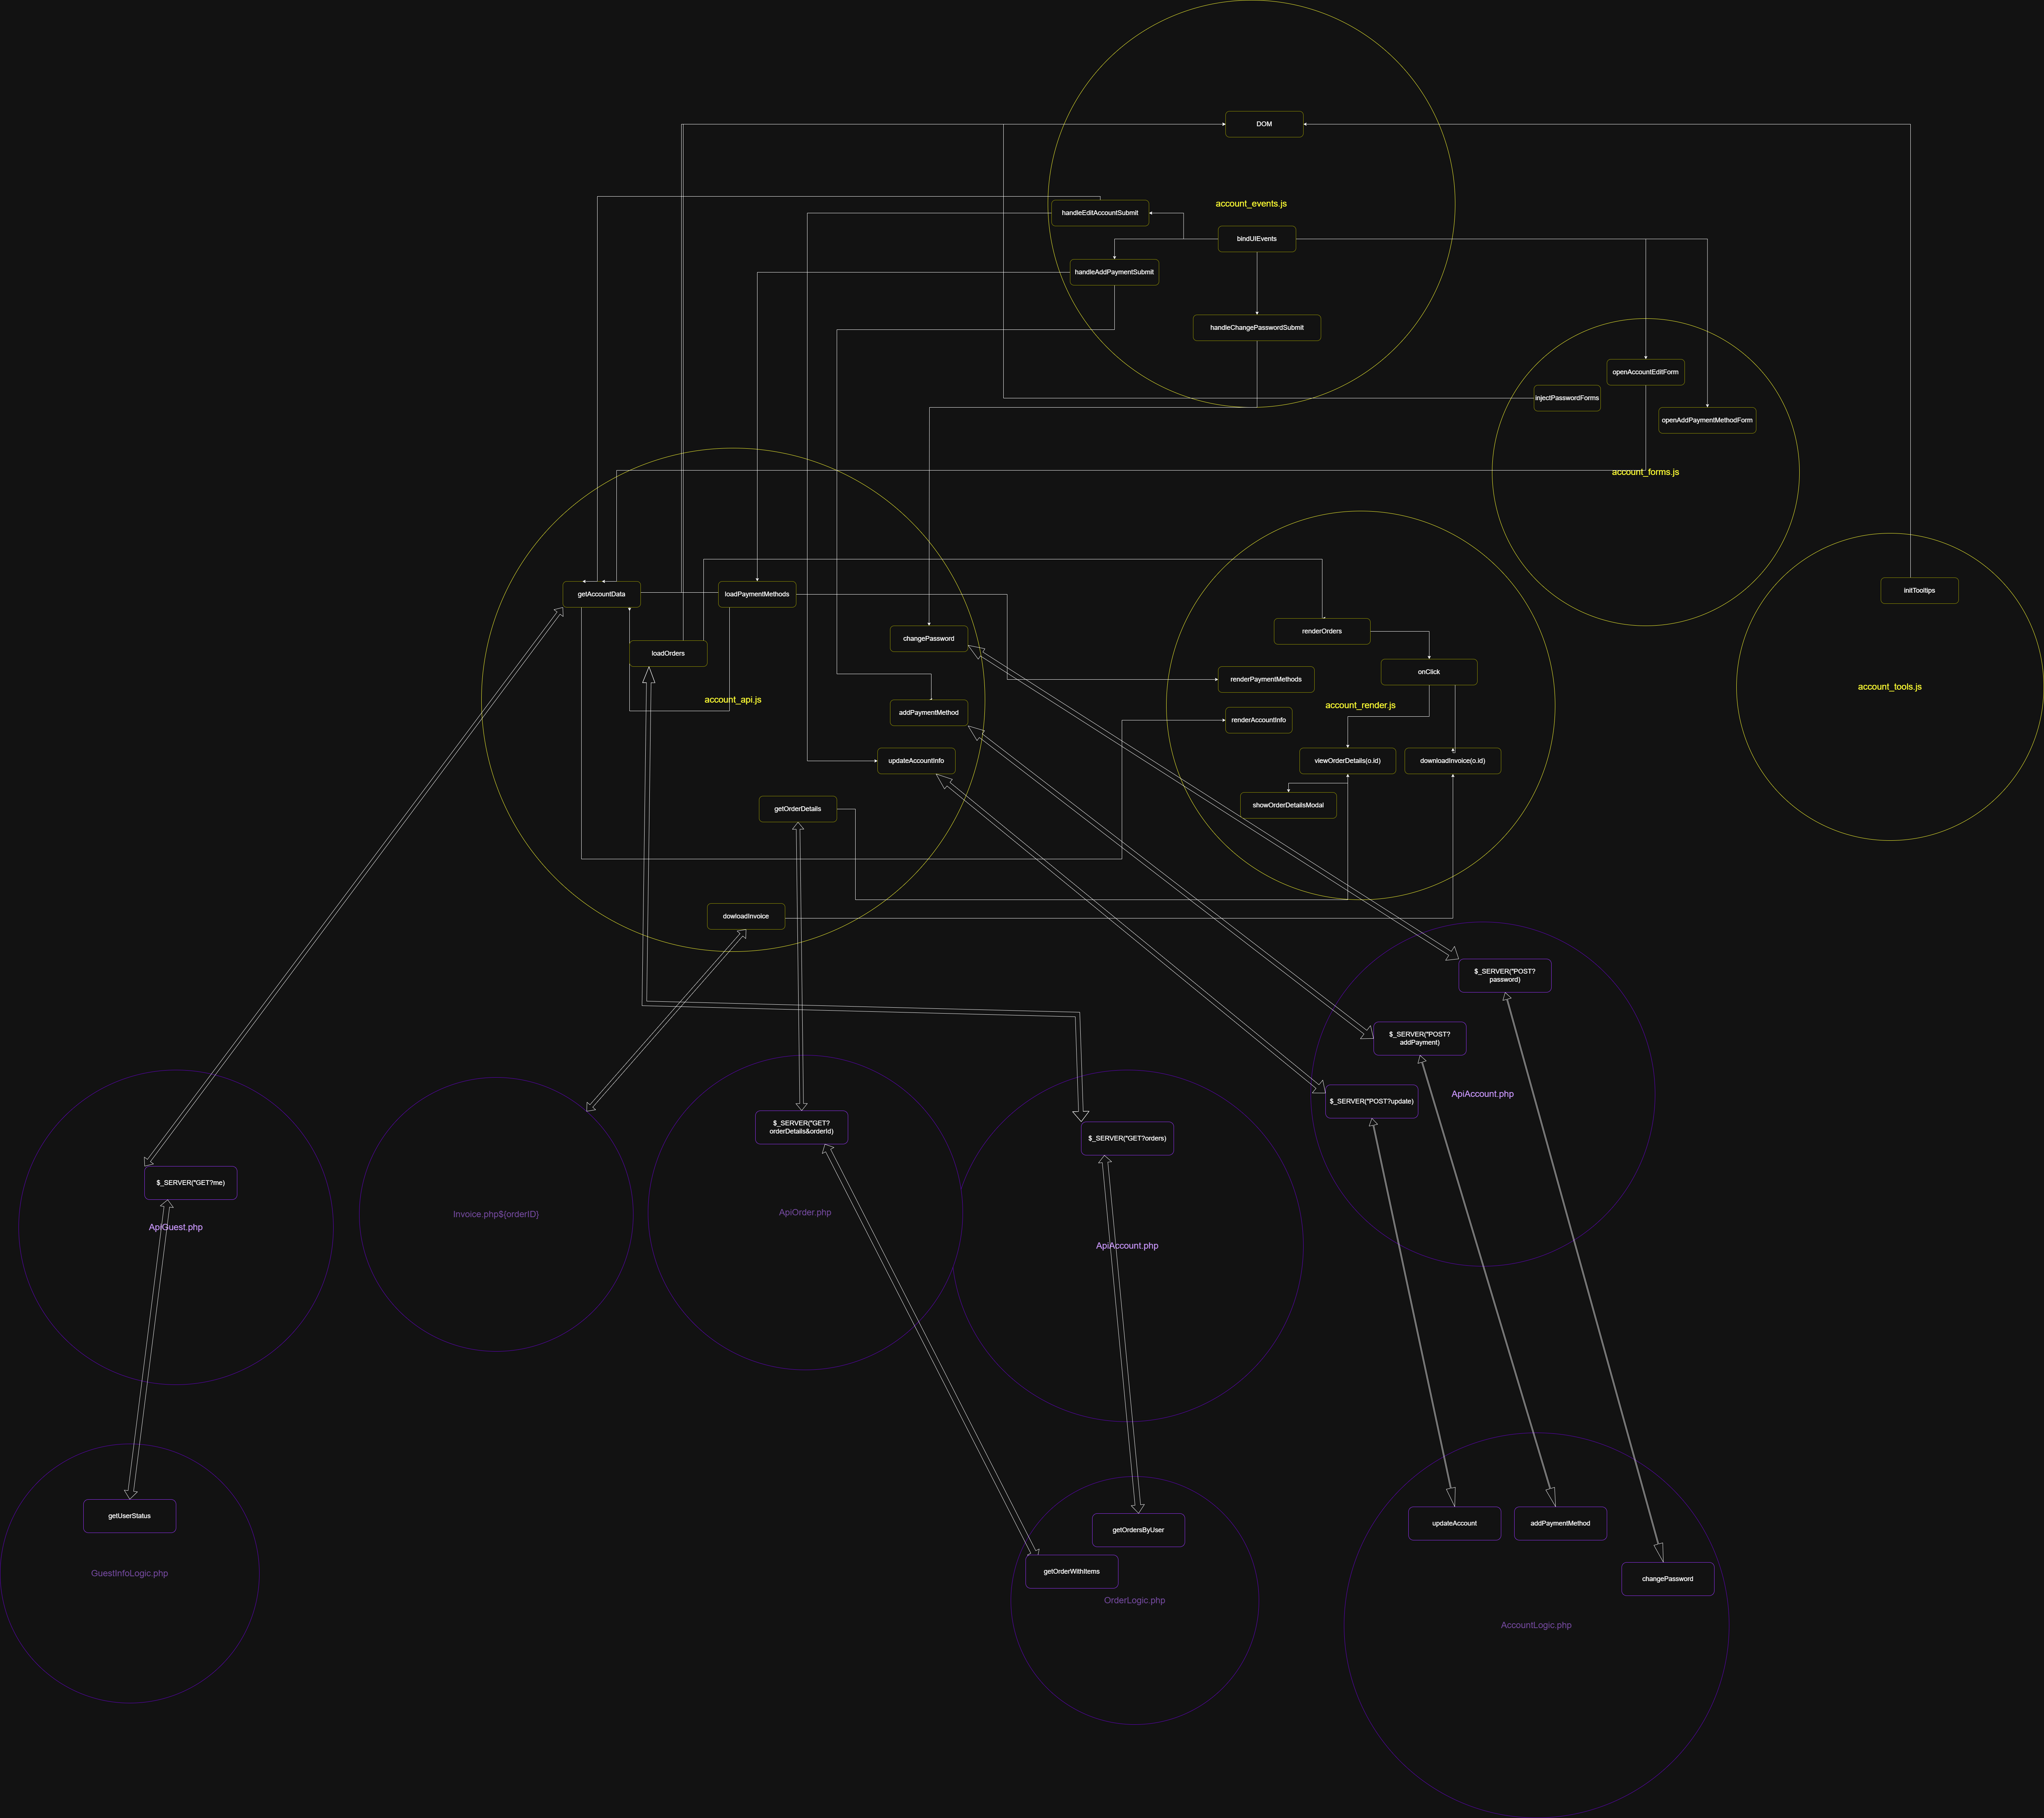 DOM
account_events.js
handleEditAccountSubmit
bindUIEvents
handleAddPaymentSubmit
handleChangePasswordSubmit
openAccountEditForm
injectPasswordForms
openAddPaymentMethodForm
account_forms.js
getAccountData
loadPaymentMethods
initTooltips
changePassword
renderOrders
loadOrders
onClick
renderPaymentMethods
account_tools.js
account_api.js
account_render.js
addPaymentMethod
renderAccountInfo
updateAccountInfo
viewOrderDetails(o.id)
downloadInvoice(o.id)
showOrderDetailsModal
getOrderDetails
dowloadInvoice
$_SERVER("POST?
password)
$_SERVER("POST?
addPayment)
ApiAccount.php
$_SERVER("POST?update)
$_SERVER("GET?
orderDetails&orderId)
$_SERVER("GET?orders)
$_SERVER("GET?me)
ApiGuest.php
Invoice.php${orderID}
ApiOrder.php
ApiAccount.php
getUserStatus
getOrdersByUser
updateAccount
addPaymentMethod
getOrderWithItems
changePassword
GuestInfoLogic.php
OrderLogic.php
AccountLogic.php